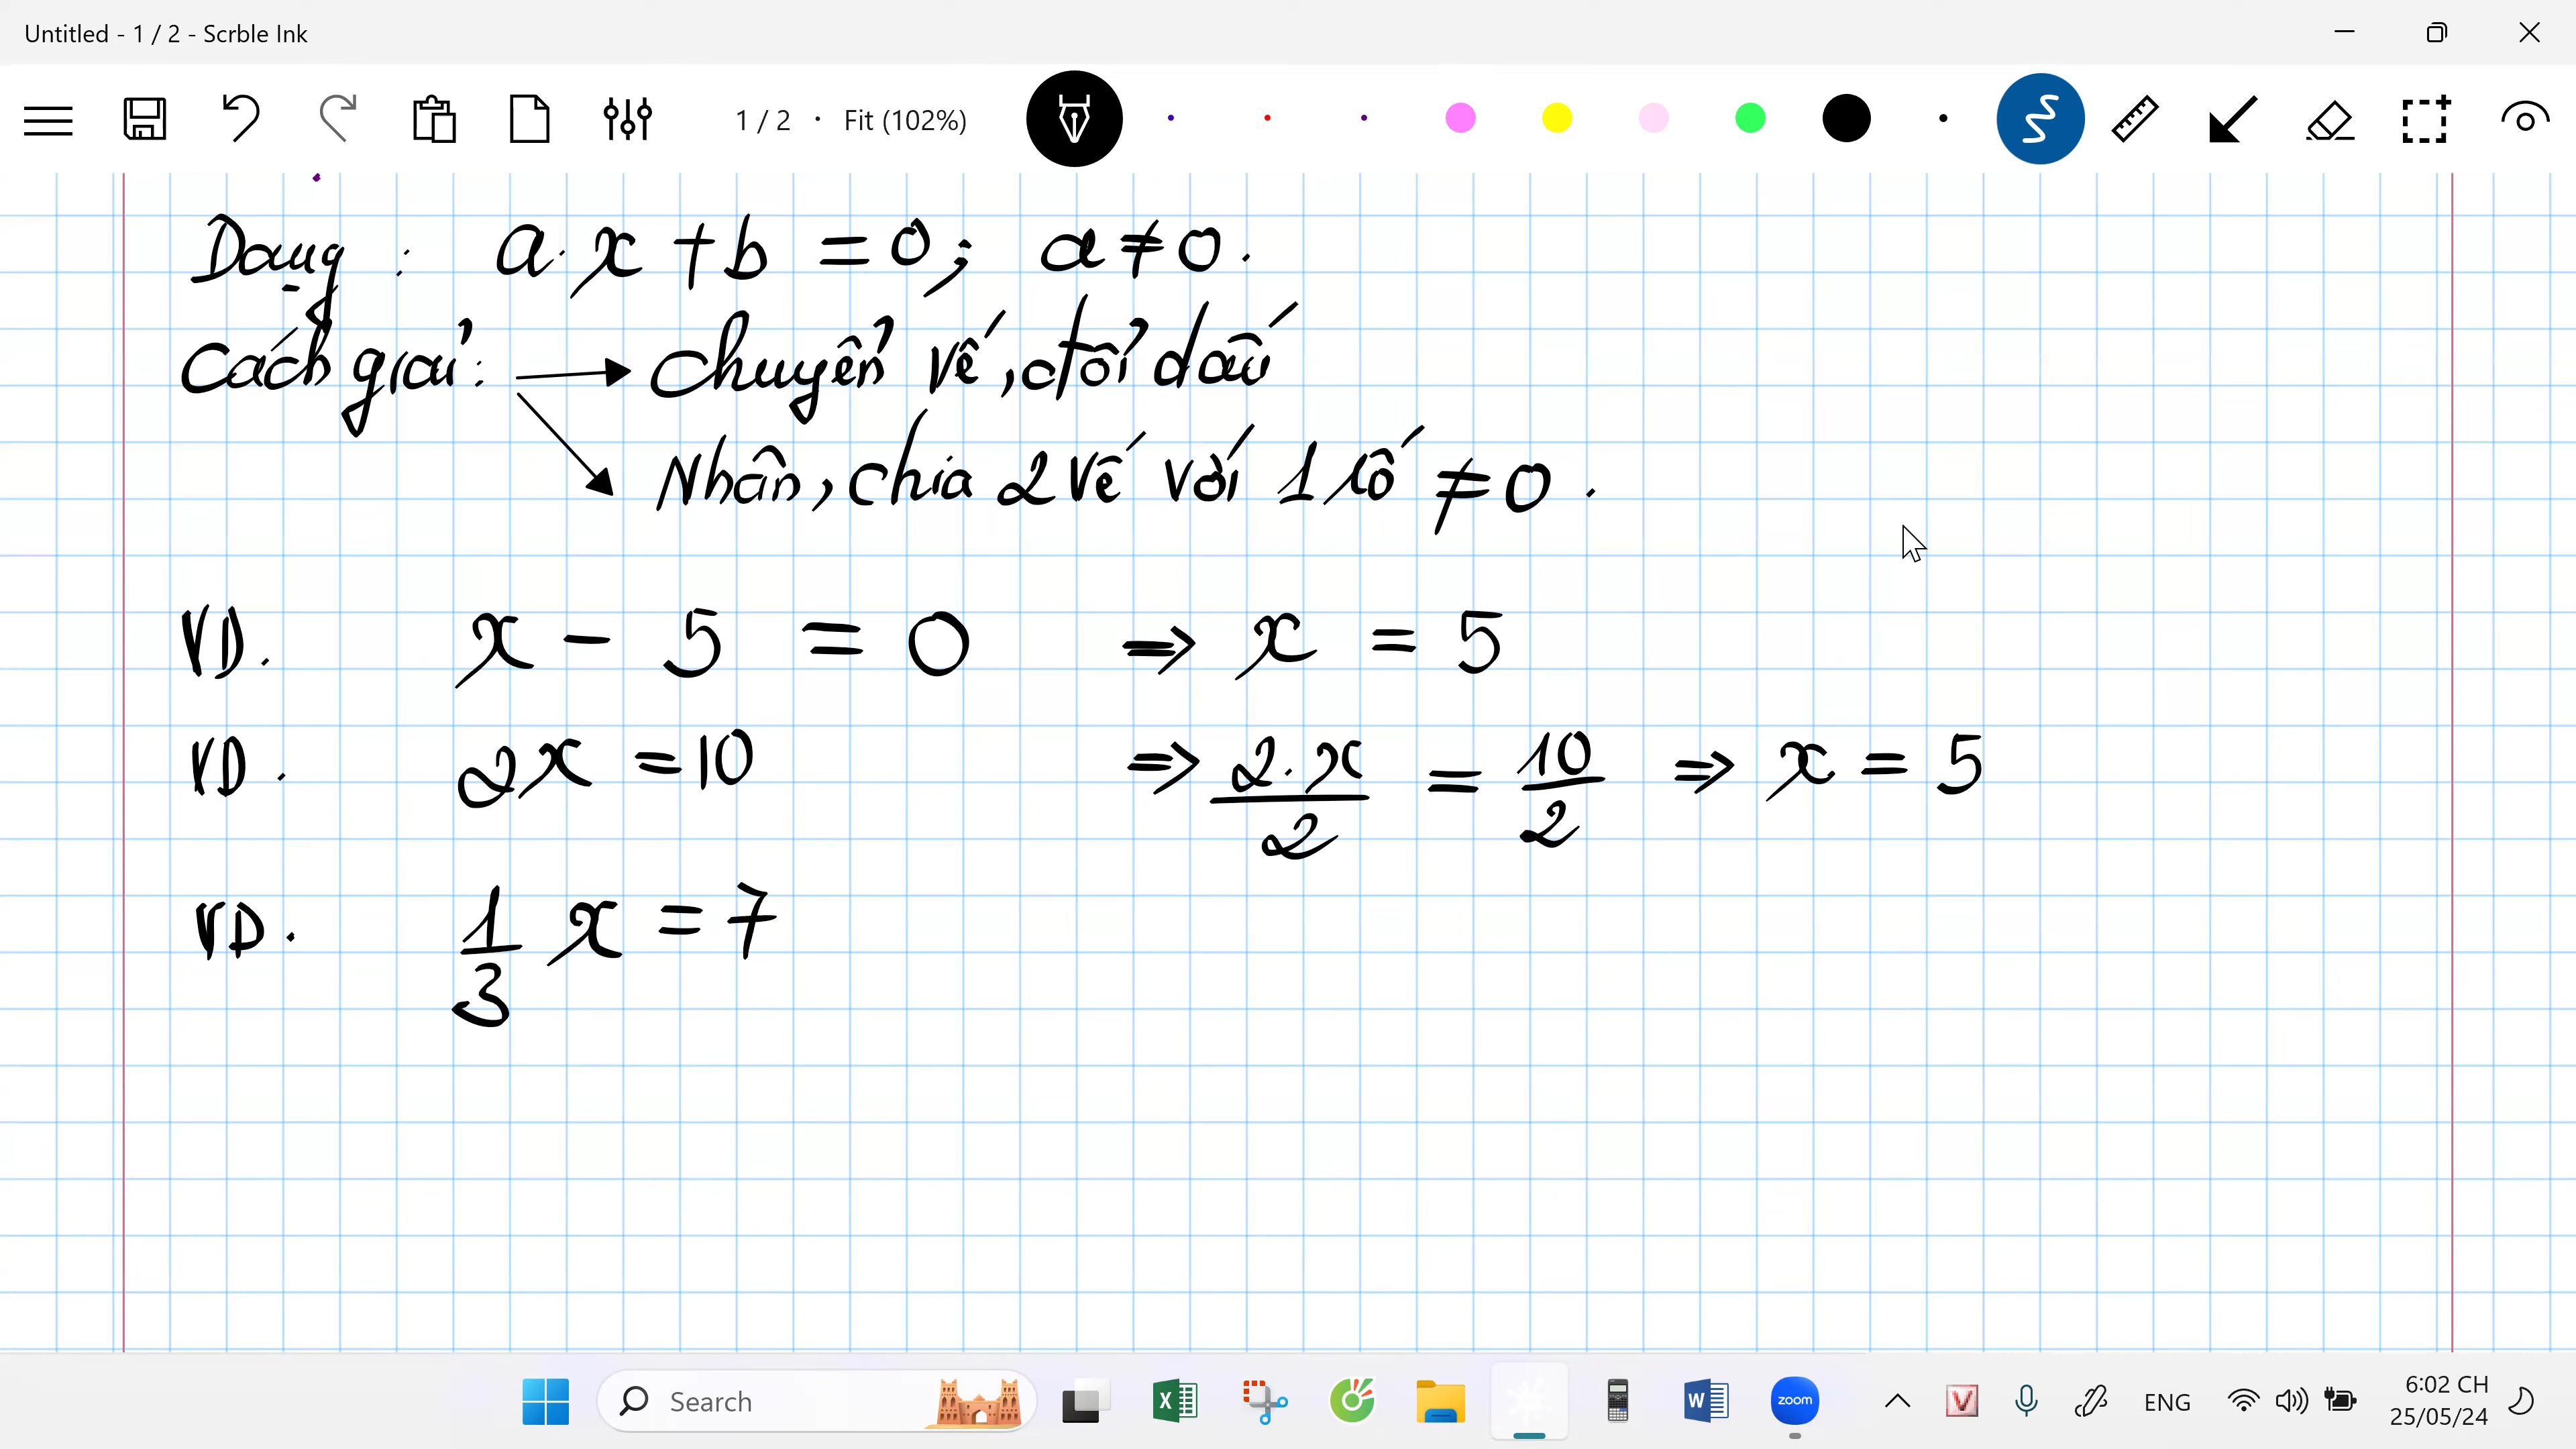 Untitled - 1 / 2 - Scrble Ink
1 / 2 · Fit (102%)
Dạng : a.x + b = 0; a ≠ 0.
Cách giải: → Chuyển vế, đổi dấu
↘ Nhân, chia 2 vế với 1 số ≠ 0.
VD. x - 5 = 0 ⇒ x = 5
VD. 2x = 10 ⇒ 2.x/2 = 10/2 ⇒ x = 5
VD. 1/3 x = 7
Search
zoom
ENG
6:02 CH
25/05/24